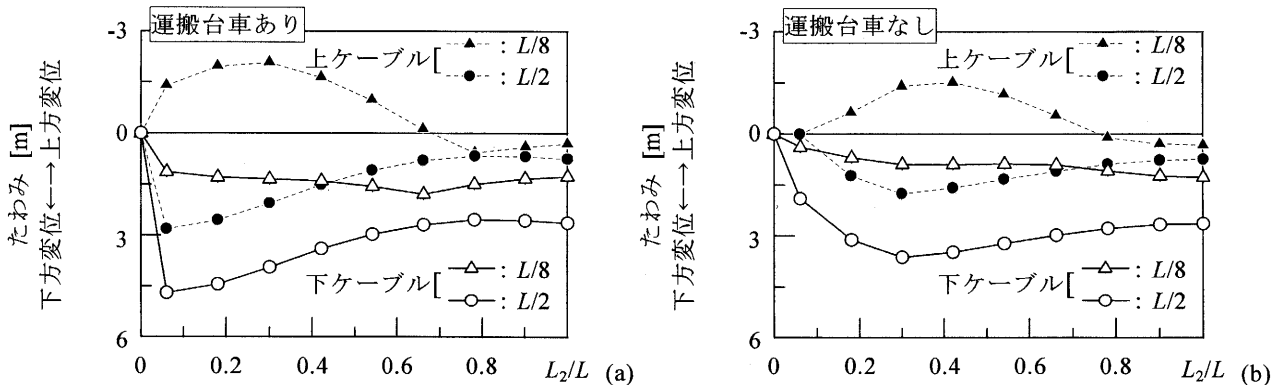 運搬台車あり
-3
0
3
6
たわみ [m]
下方変位←→上方変位
上ケーブル[
: L/8
: L/2
下ケーブル[
: L/8
: L/2
0 0.2 0.4 0.6 0.8 L₂/L (a)
運搬台車なし
-3
0
3
6
たわみ [m]
下方変位←→上方変位
上ケーブル[
: L/8
: L/2
下ケーブル[
: L/8
: L/2
0 0.2 0.4 0.6 0.8 L₂/L (b)